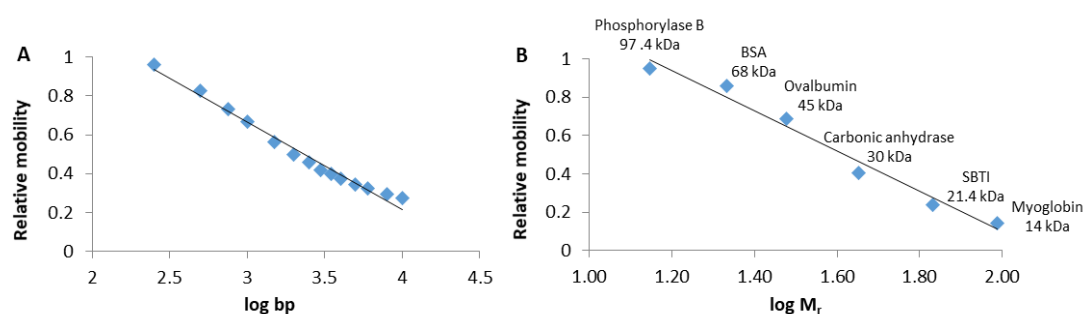 A
Relative mobility
1
0.8
0.6
0.4
0.2
0
2
2.5
3
3.5
4
4.5
log bp
B
Relative mobility
1
0.8
0.6
0.4
0.2
0
1.00
1.20
1.40
1.60
1.80
2.00
log Mr
Phosphorylase B
97 .4 kDa
BSA
68 kDa
Ovalbumin
45 kDa
Carbonic anhydrase
30 kDa
SBTI
21.4 kDa
Myoglobin
14 kDa